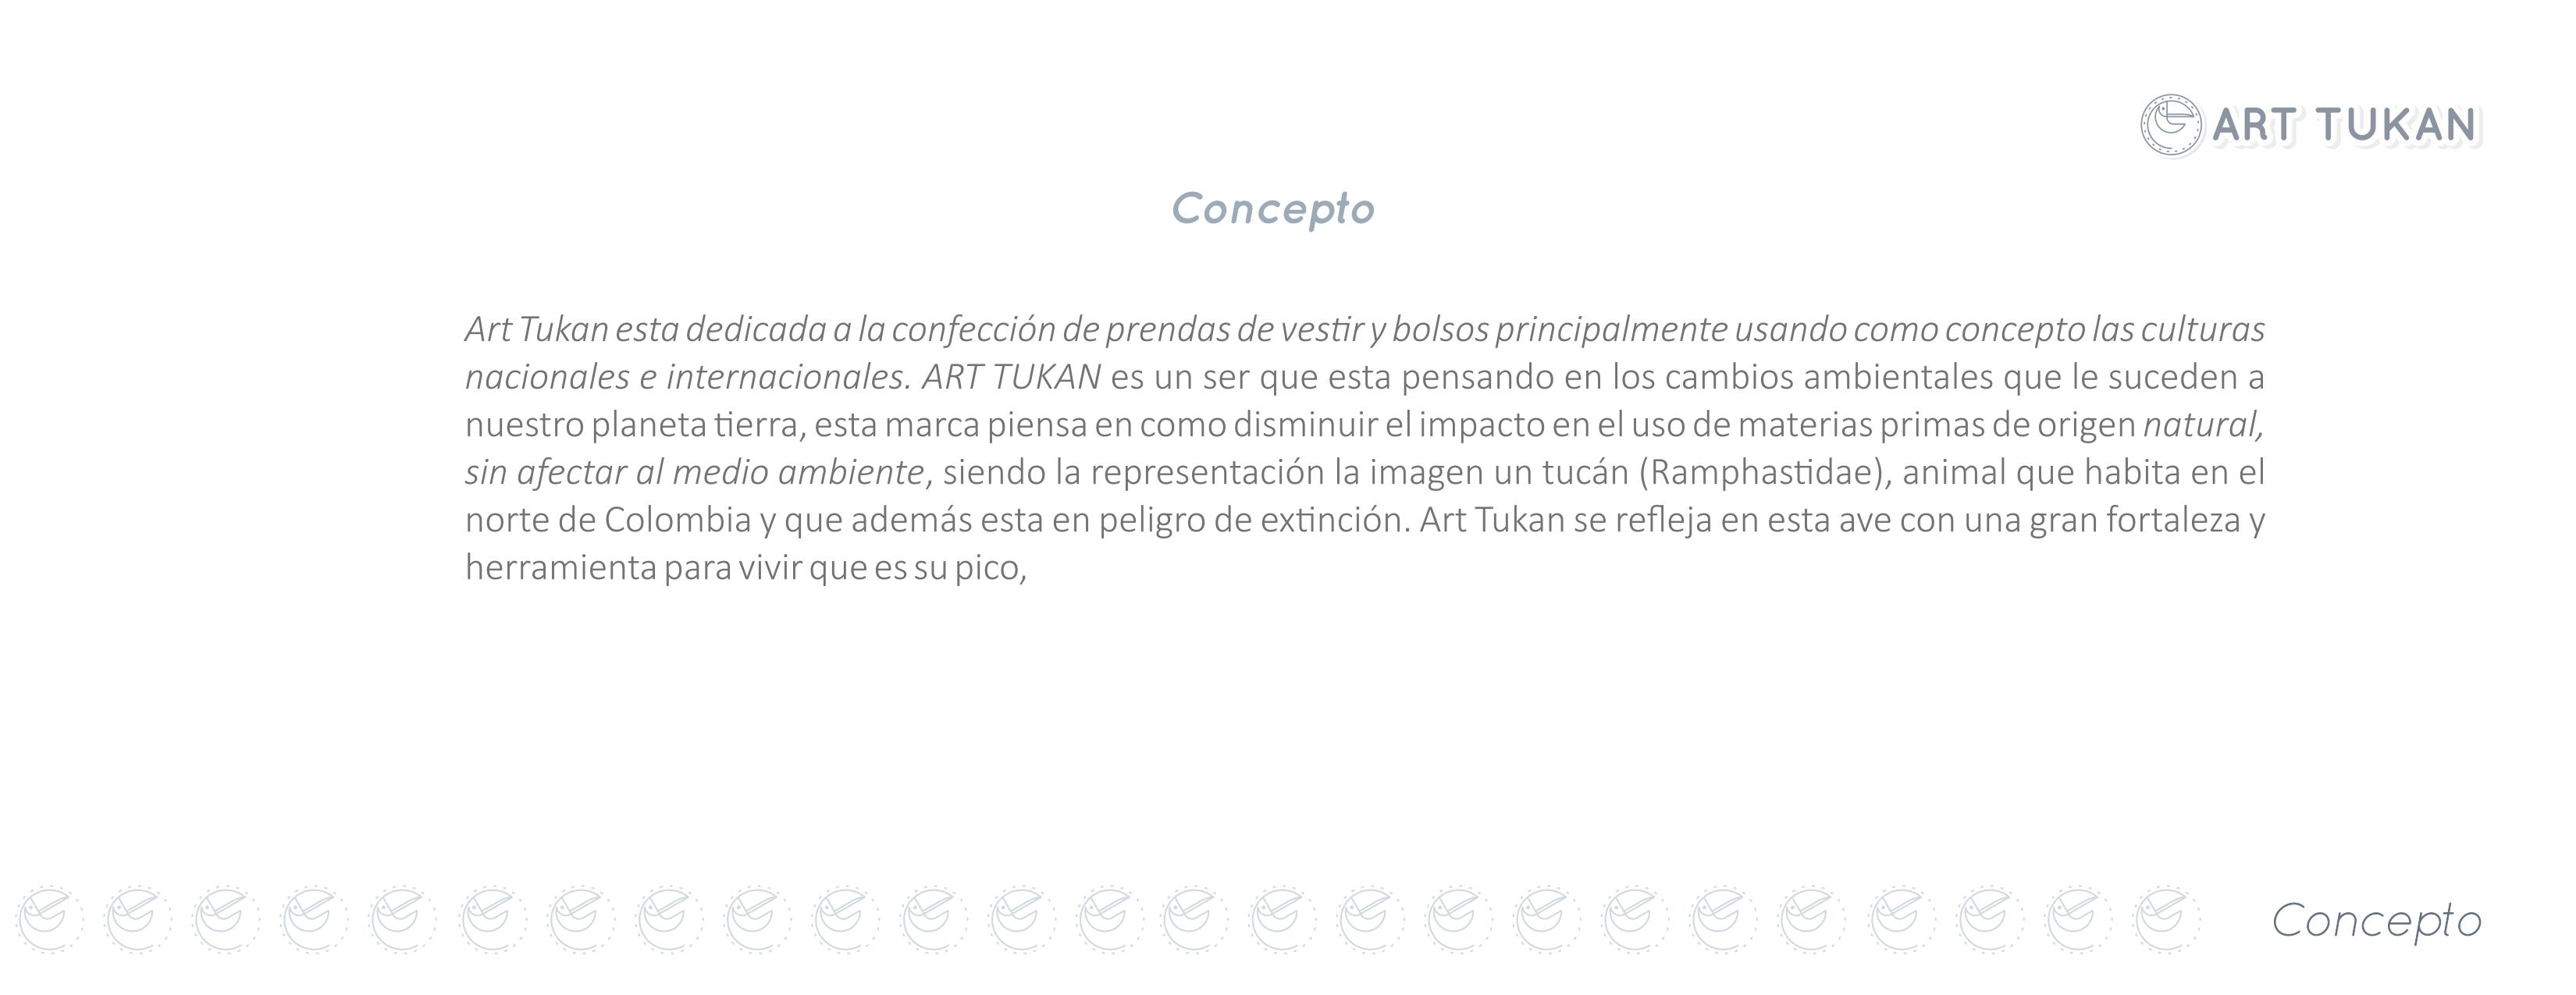 ART TUKAN
Concepto
Art Tukan esta dedicada a la confección de prendas de vestir y bolsos principalmente usando como concepto las culturas
nacionales e internacionales. ART TUKAN es un ser que esta pensando en los cambios ambientales que le suceden a
nuestro planeta tierra, esta marca piensa en como disminuir el impacto en el uso de materias primas de origen natural,
sin afectar al medio ambiente, siendo la representación la imagen un tucán (Ramphastidae), animal que habita en el
norte de Colombia y que además esta en peligro de extinción. Art Tukan se refleja en esta ave con una gran fortaleza y
herramienta para vivir que es su pico,
Concepto